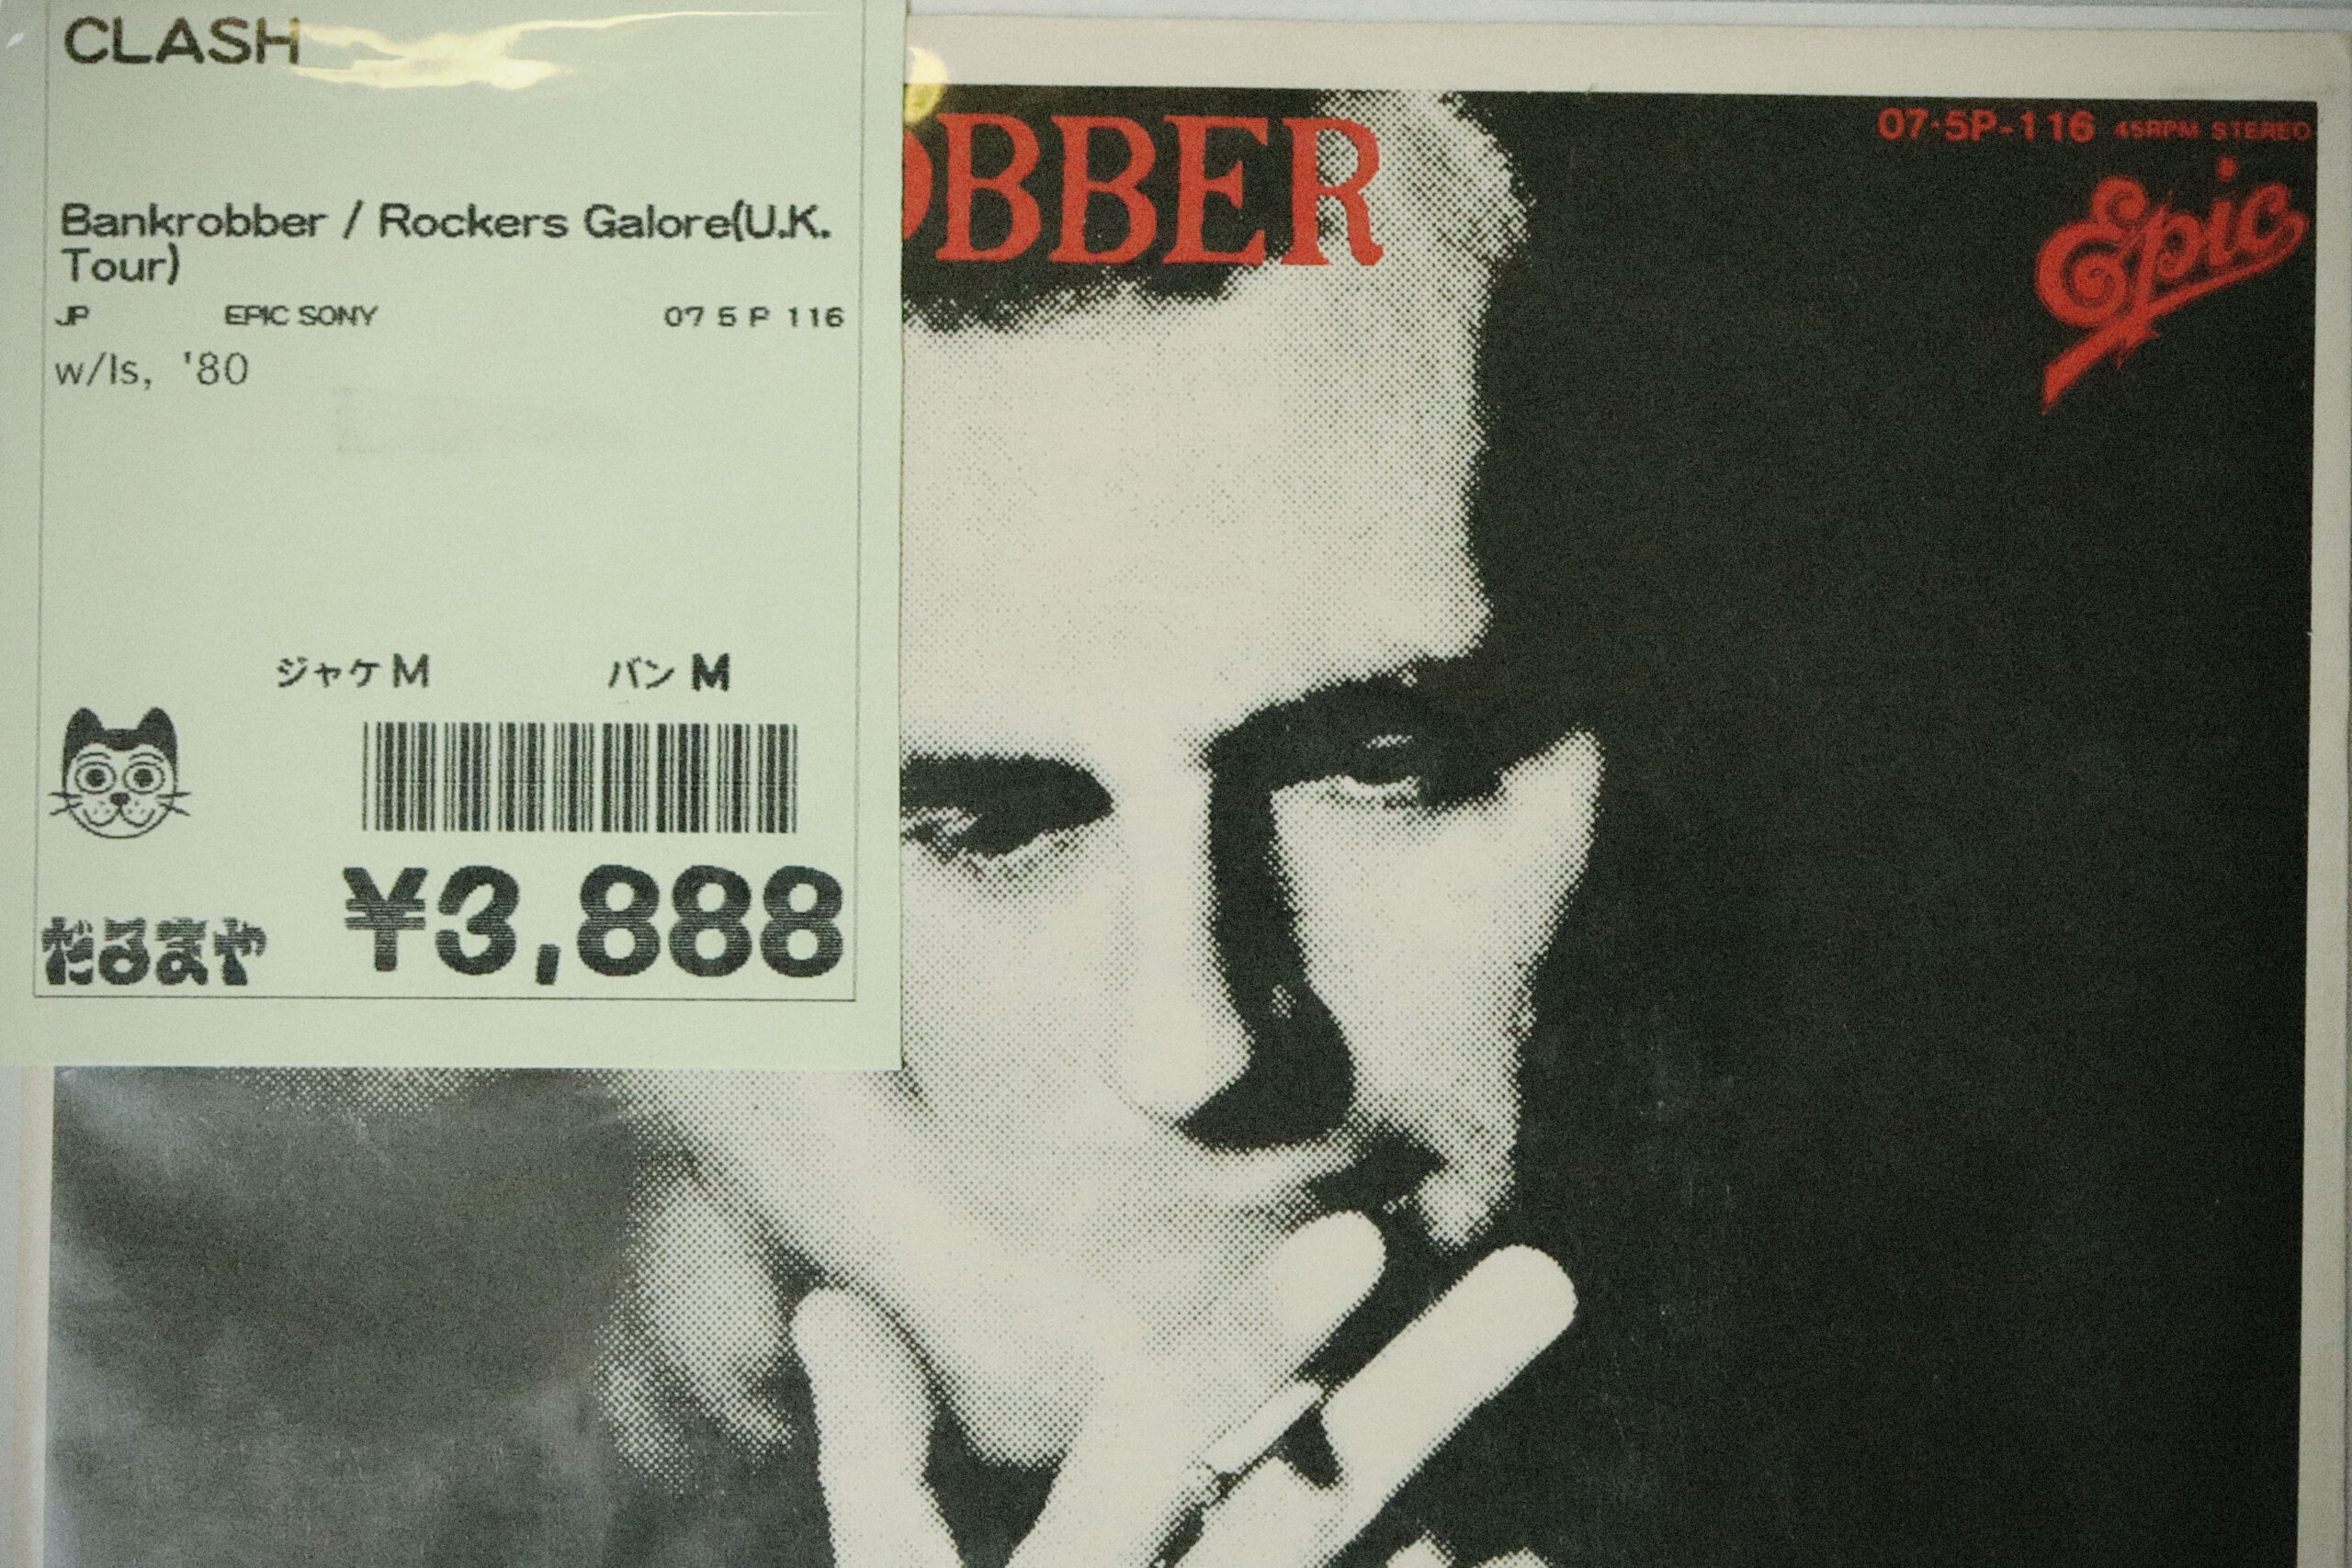 CLASH
Bankrobber / Rockers Galore(U.K.
Tour)
JP EPIC SONY 07 5 P 116
w/ls, '80
ジャケ M バン M
だるまや ¥3,888
OBBER
07·5P-116 45RPM STEREO
Epic